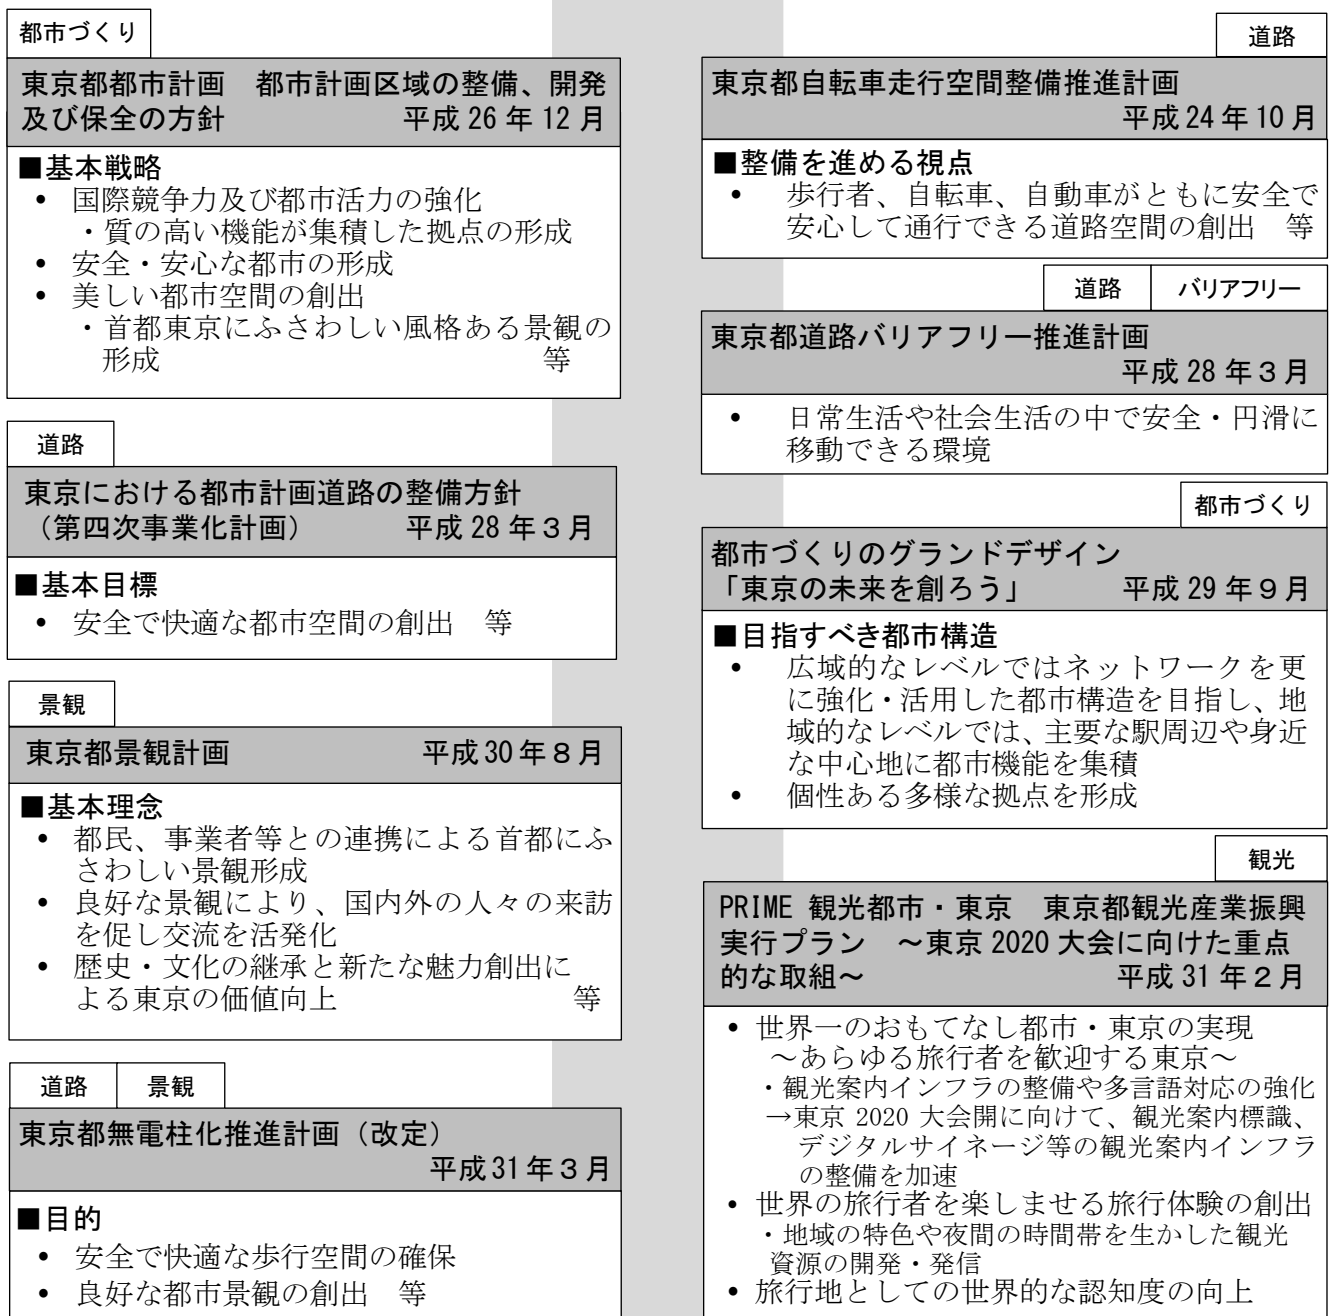 都市づくり
東京都都市計画　都市計画区域の整備、開発
及び保全の方針　平成 26 年 12 月
■基本戦略
• 国際競争力及び都市活力の強化
・質の高い機能が集積した拠点の形成
• 安全・安心な都市の形成
• 美しい都市空間の創出
・首都東京にふさわしい風格ある景観の
形成　等
道路
東京における都市計画道路の整備方針
（第四次事業化計画）　平成 28 年３月
■基本目標
• 安全で快適な都市空間の創出　等
景観
東京都景観計画　平成 30 年８月
■基本理念
• 都民、事業者等との連携による首都にふ
さわしい景観形成
• 良好な景観により、国内外の人々の来訪
を促し交流を活発化
• 歴史・文化の継承と新たな魅力創出に
よる東京の価値向上　等
道路　景観
東京都無電柱化推進計画（改定）
平成 31 年３月
■目的
• 安全で快適な歩行空間の確保
• 良好な都市景観の創出　等
道路
東京都自転車走行空間整備推進計画
平成 24 年 10 月
■整備を進める視点
• 歩行者、自転車、自動車がともに安全で
安心して通行できる道路空間の創出　等
道路　バリアフリー
東京都道路バリアフリー推進計画
平成 28 年３月
• 日常生活や社会生活の中で安全・円滑に
移動できる環境
都市づくり
都市づくりのグランドデザイン
「東京の未来を創ろう」　平成 29 年９月
■目指すべき都市構造
• 広域的なレベルではネットワークを更
に強化・活用した都市構造を目指し、地
域的なレベルでは、主要な駅周辺や身近
な中心地に都市機能を集積
• 個性ある多様な拠点を形成
観光
PRIME 観光都市・東京　東京都観光産業振興
実行プラン　～東京 2020 大会に向けた重点
的な取組～　平成 31 年２月
• 世界一のおもてなし都市・東京の実現
～あらゆる旅行者を歓迎する東京～
・観光案内インフラの整備や多言語対応の強化
→東京 2020 大会開に向けて、観光案内標識、
デジタルサイネージ等の観光案内インフラ
の整備を加速
• 世界の旅行者を楽しませる旅行体験の創出
・地域の特色や夜間の時間帯を生かした観光
資源の開発・発信
• 旅行地としての世界的な認知度の向上